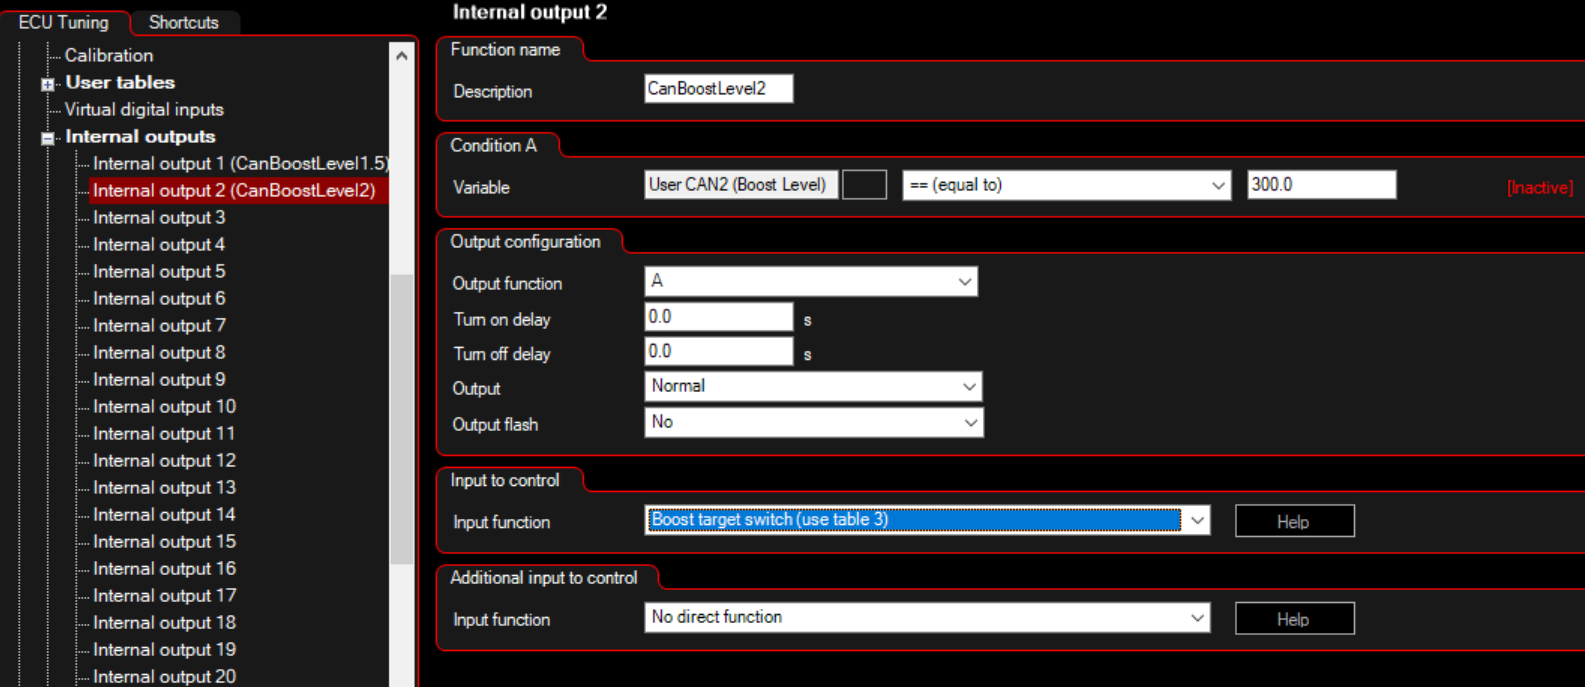 ECU Tuning
Shortcuts
Calibration
User tables
Virtual digital inputs
Internal outputs
Internal output 1 (CanBoostLevel1.5)
Internal output 2 (CanBoostLevel2)
Internal output 3
Internal output 4
Internal output 5
Internal output 6
Internal output 7
Internal output 8
Internal output 9
Internal output 10
Internal output 11
Internal output 12
Internal output 13
Internal output 14
Internal output 15
Internal output 16
Internal output 17
Internal output 18
Internal output 19
Internal output 20
Internal output 2
Function name
Description CanBoostLevel2
Condition A
Variable User CAN2 (Boost Level) == (equal to) 300.0 [Inactive]
Output configuration
Output function A
Turn on delay 0.0 s
Turn off delay 0.0 s
Output Normal
Output flash No
Input to control
Input function Boost target switch (use table 3) Help
Additional input to control
Input function No direct function Help